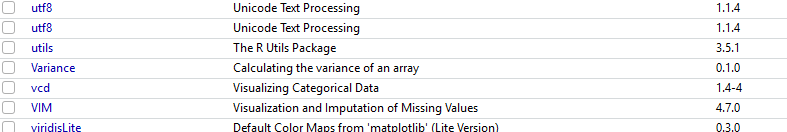 utf8 Unicode Text Processing 1.1.4
utf8 Unicode Text Processing 1.1.4
utils The R Utils Package 3.5.1
Variance Calculating the variance of an array 0.1.0
vcd Visualizing Categorical Data 1.4-4
VIM Visualization and Imputation of Missing Values 4.7.0
viridisLite Default Color Maps from 'matplotlib' (Lite Version) 0.3.0